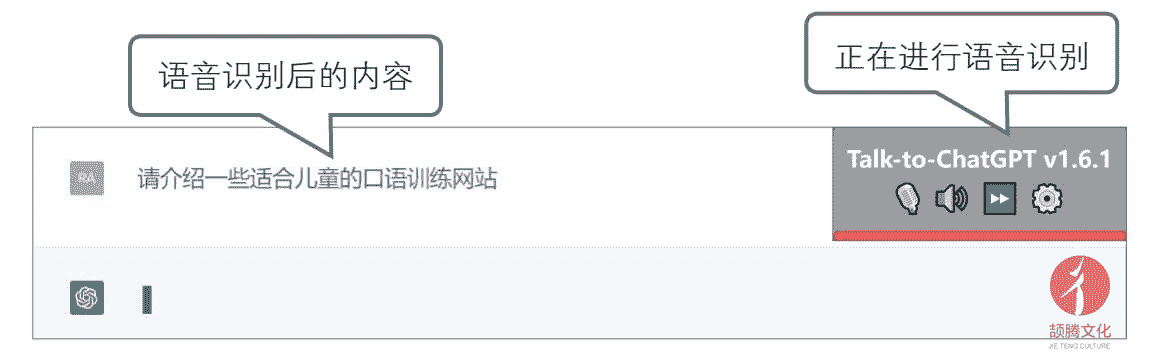 语音识别后的内容
正在进行语音识别
Talk-to-ChatGPT v1.6.1
RA
请介绍一些适合儿童的口语训练网站
颉腾文化
JIE TENG CULTURE